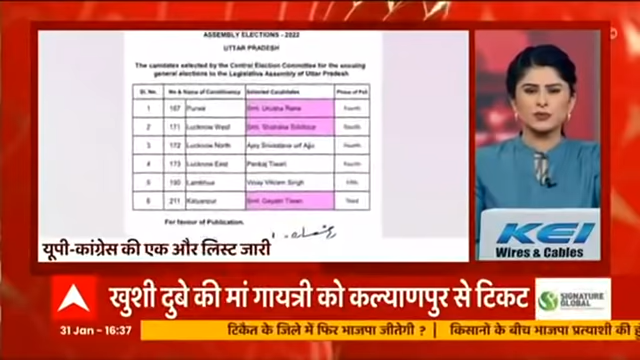 ASSEMBLY ELECTIONS - 2022
UTTAR PRADESH
The candidates selected by the Central Election Committee for the ensuing
general elections to the Legislative Assembly of Uttar Pradesh
Sl. No. No & Name of Constituency Selected Candidates Phase of Poll
1 167 Purwa Smt. Urusha Rana Fourth
2 171 Lucknow West Smt. Shahana Siddiqui Fourth
3 172 Lucknow North Ajay Srivastava urf Ajju Fourth
4 173 Lucknow East Pankaj Tiwari Fourth
5 Lambhua Vinay Vikram Singh Fifth
6 211 Kalyanpur Smt. Gayatri Tiwari Third
For favour of Publication.
KEI
Wires & Cables
यूपी-कांग्रेस की एक और लिस्ट जारी
खुशी दुबे की मां गायत्री को कल्याणपुर से टिकट
SIGNATURE
GLOBAL
31 Jan - 16:37
टिकैत के जिले में फिर भाजपा जीतेगी ? | किसानों के बीच भाजपा प्रत्याशी की